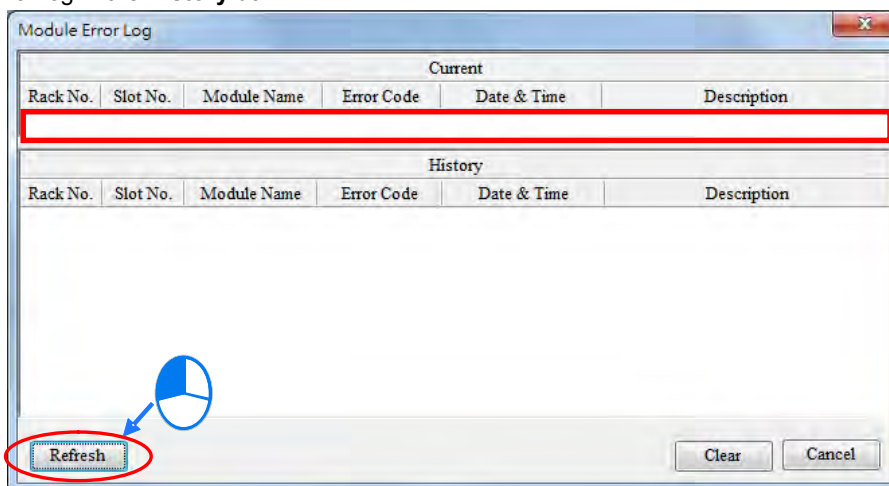 Module Error Log
Current
Rack No. Slot No. Module Name Error Code Date & Time Description
History
Rack No. Slot No. Module Name Error Code Date & Time Description
Refresh Clear Cancel